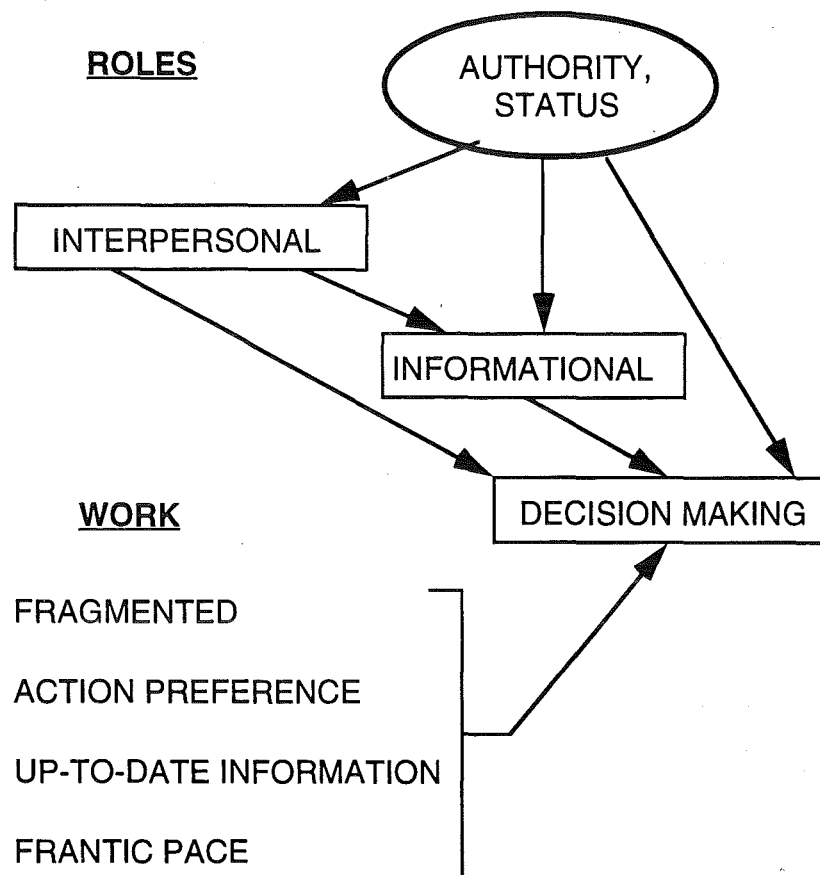 ROLES
AUTHORITY,
STATUS
INTERPERSONAL
INFORMATIONAL
DECISION MAKING
WORK
FRAGMENTED
ACTION PREFERENCE
UP-TO-DATE INFORMATION
FRANTIC PACE